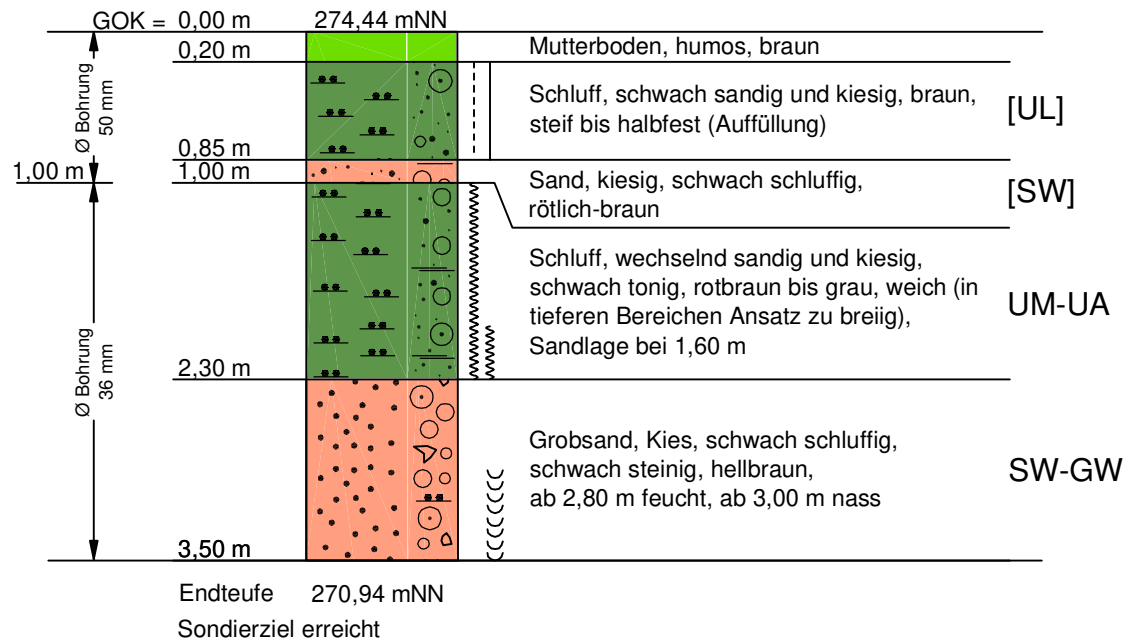 GOK = 0,00 m 274,44 mNN
0,20 m
Mutterboden, humos, braun
Ø Bohrung
50 mm
Schluff, schwach sandig und kiesig, braun,
steif bis halbfest (Auffüllung)
[UL]
0,85 m
1,00 m
1,00 m
Sand, kiesig, schwach schluffig,
rötlich-braun
[SW]
Ø Bohrung
36 mm
Schluff, wechselnd sandig und kiesig,
schwach tonig, rotbraun bis grau, weich (in
tieferen Bereichen Ansatz zu breiig),
Sandlage bei 1,60 m
UM-UA
2,30 m
Grobsand, Kies, schwach schluffig,
schwach steinig, hellbraun,
ab 2,80 m feucht, ab 3,00 m nass
SW-GW
3,50 m
Endteufe 270,94 mNN
Sondierziel erreicht